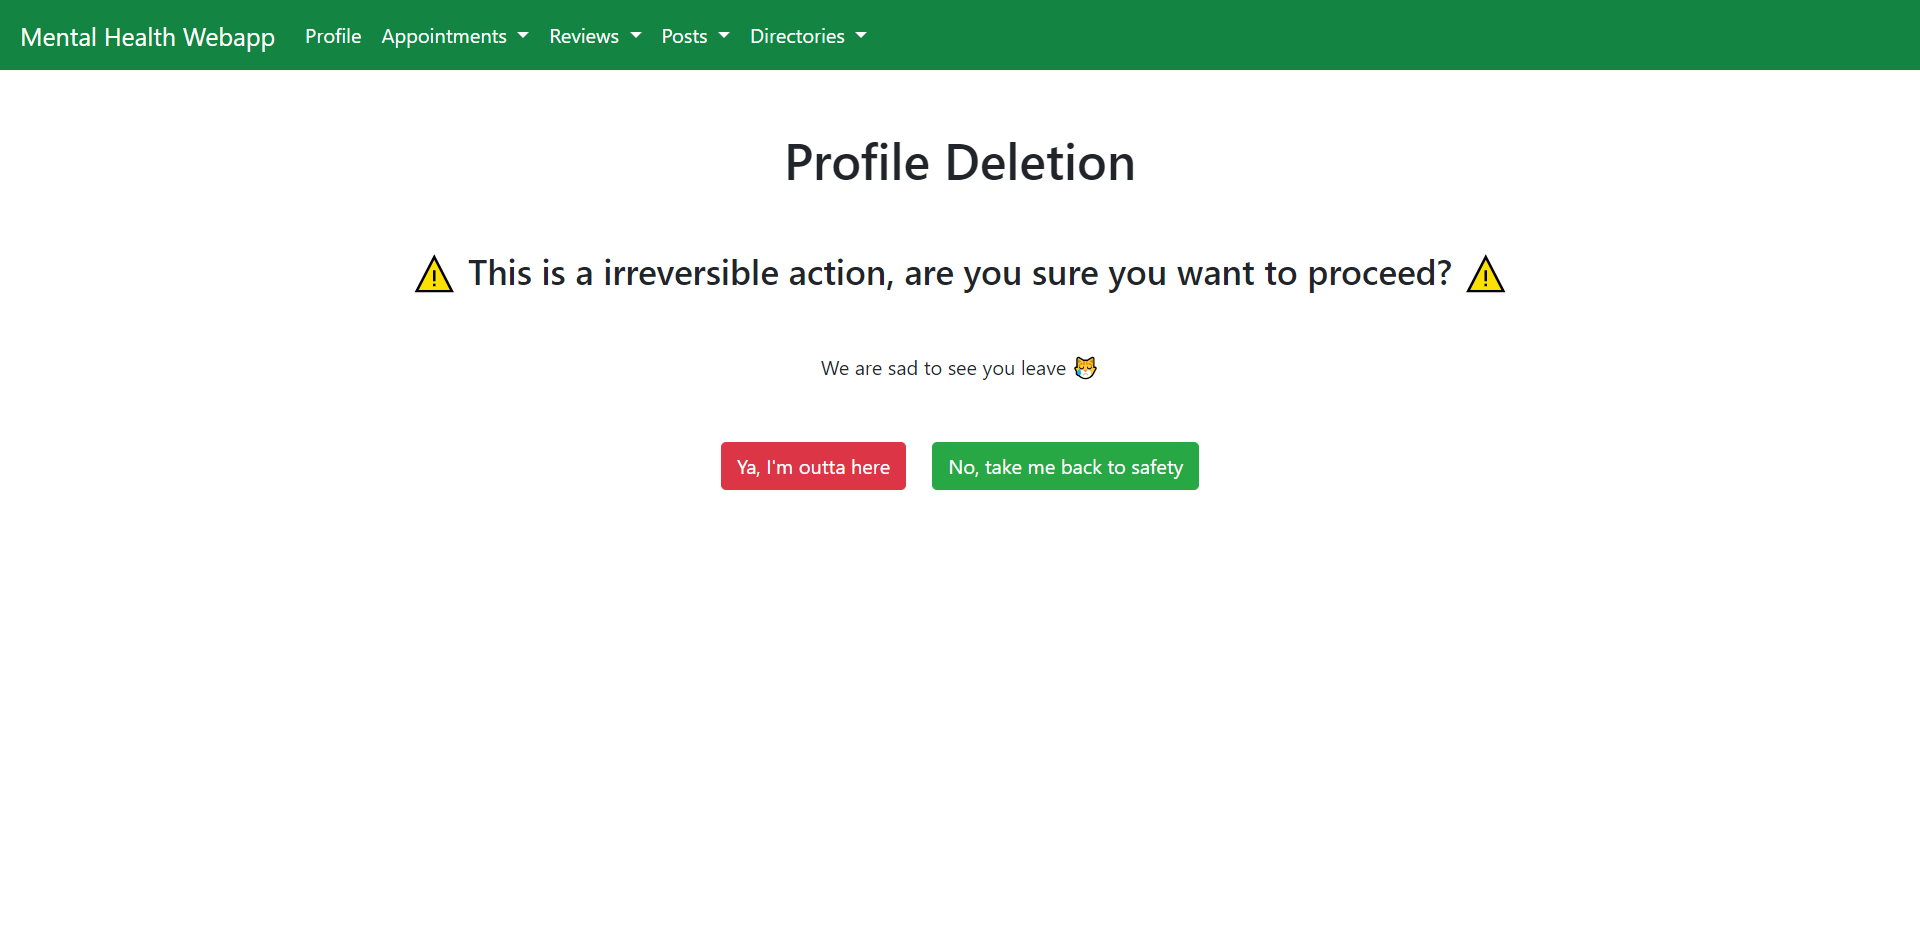 Mental Health Webapp Profile Appointments Reviews Posts Directories
Profile Deletion
⚠ This is a irreversible action, are you sure you want to proceed? ⚠
We are sad to see you leave 😿
Ya, I'm outta here No, take me back to safety